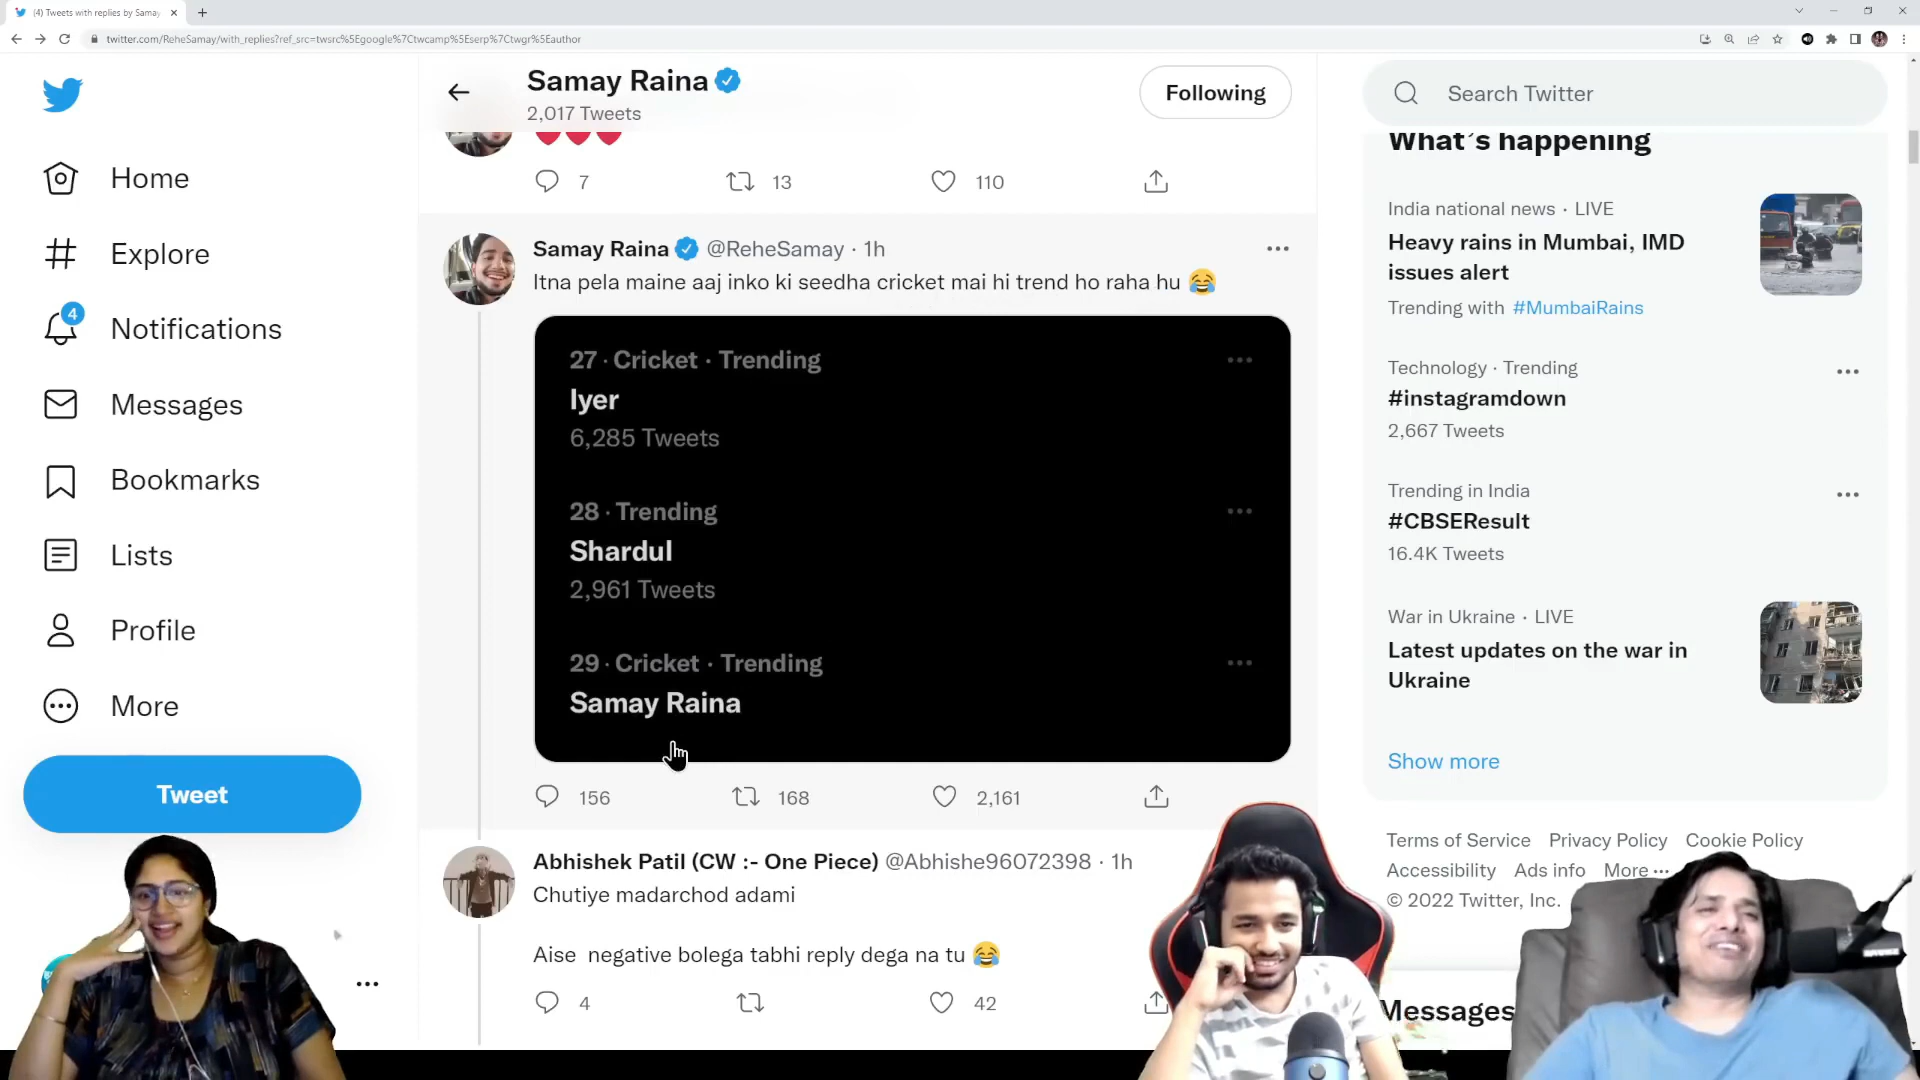 (4) Tweets with replies by Samay
twitter.com/ReheSamay/with_replies?ref_src=twsrc%5Egoogle%7Ctwcamp%5Eserp%7Ctwgr%5Eauthor
Home
Explore
4
Notifications
Messages
Bookmarks
Lists
Profile
More
Tweet
Samay Raina
2,017 Tweets
Following
7
13
110
Samay Raina @ReheSamay · 1h
Itna pela maine aaj inko ki seedha cricket mai hi trend ho raha hu 😂
27 · Cricket · Trending
Iyer
6,285 Tweets
28 · Trending
Shardul
2,961 Tweets
29 · Cricket · Trending
Samay Raina
156
168
2,161
Abhishek Patil (CW :- One Piece) @Abhishe96072398 · 1h
Chutiye madarchod adami
Aise negative bolega tabhi reply dega na tu 😂
4
42
Search Twitter
What's happening
India national news · LIVE
Heavy rains in Mumbai, IMD
issues alert
Trending with #MumbaiRains
Technology · Trending
#instagramdown
2,667 Tweets
Trending in India
#CBSEResult
16.4K Tweets
War in Ukraine · LIVE
Latest updates on the war in
Ukraine
Show more
Terms of Service Privacy Policy Cookie Policy
Accessibility Ads info More ···
© 2022 Twitter, Inc.
Messages